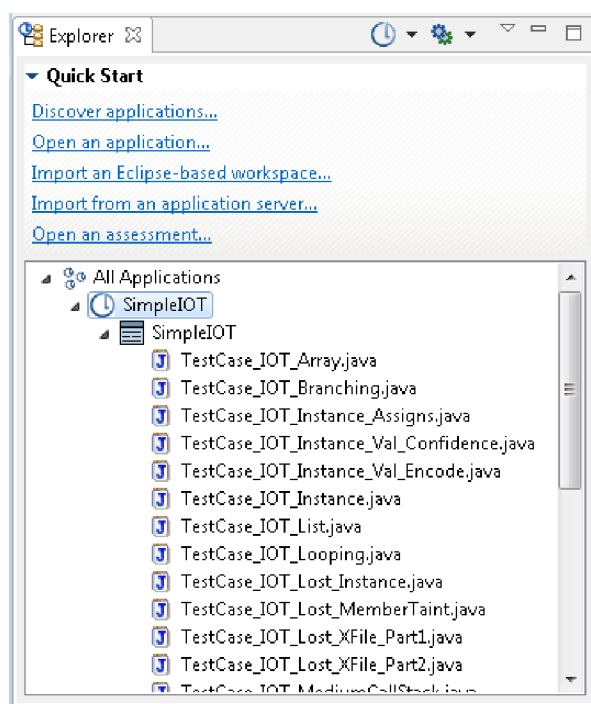 Explorer
Quick Start
Discover applications...
Open an application...
Import an Eclipse-based workspace...
Import from an application server...
Open an assessment...
All Applications
SimpleIOT
SimpleIOT
TestCase_IOT_Array.java
TestCase_IOT_Branching.java
TestCase_IOT_Instance_Assigns.java
TestCase_IOT_Instance_Val_Confidence.java
TestCase_IOT_Instance_Val_Encode.java
TestCase_IOT_Instance.java
TestCase_IOT_List.java
TestCase_IOT_Looping.java
TestCase_IOT_Lost_Instance.java
TestCase_IOT_Lost_MemberTaint.java
TestCase_IOT_Lost_XFile_Part1.java
TestCase_IOT_Lost_XFile_Part2.java
TestCase_IOT_MediumCallStack.java